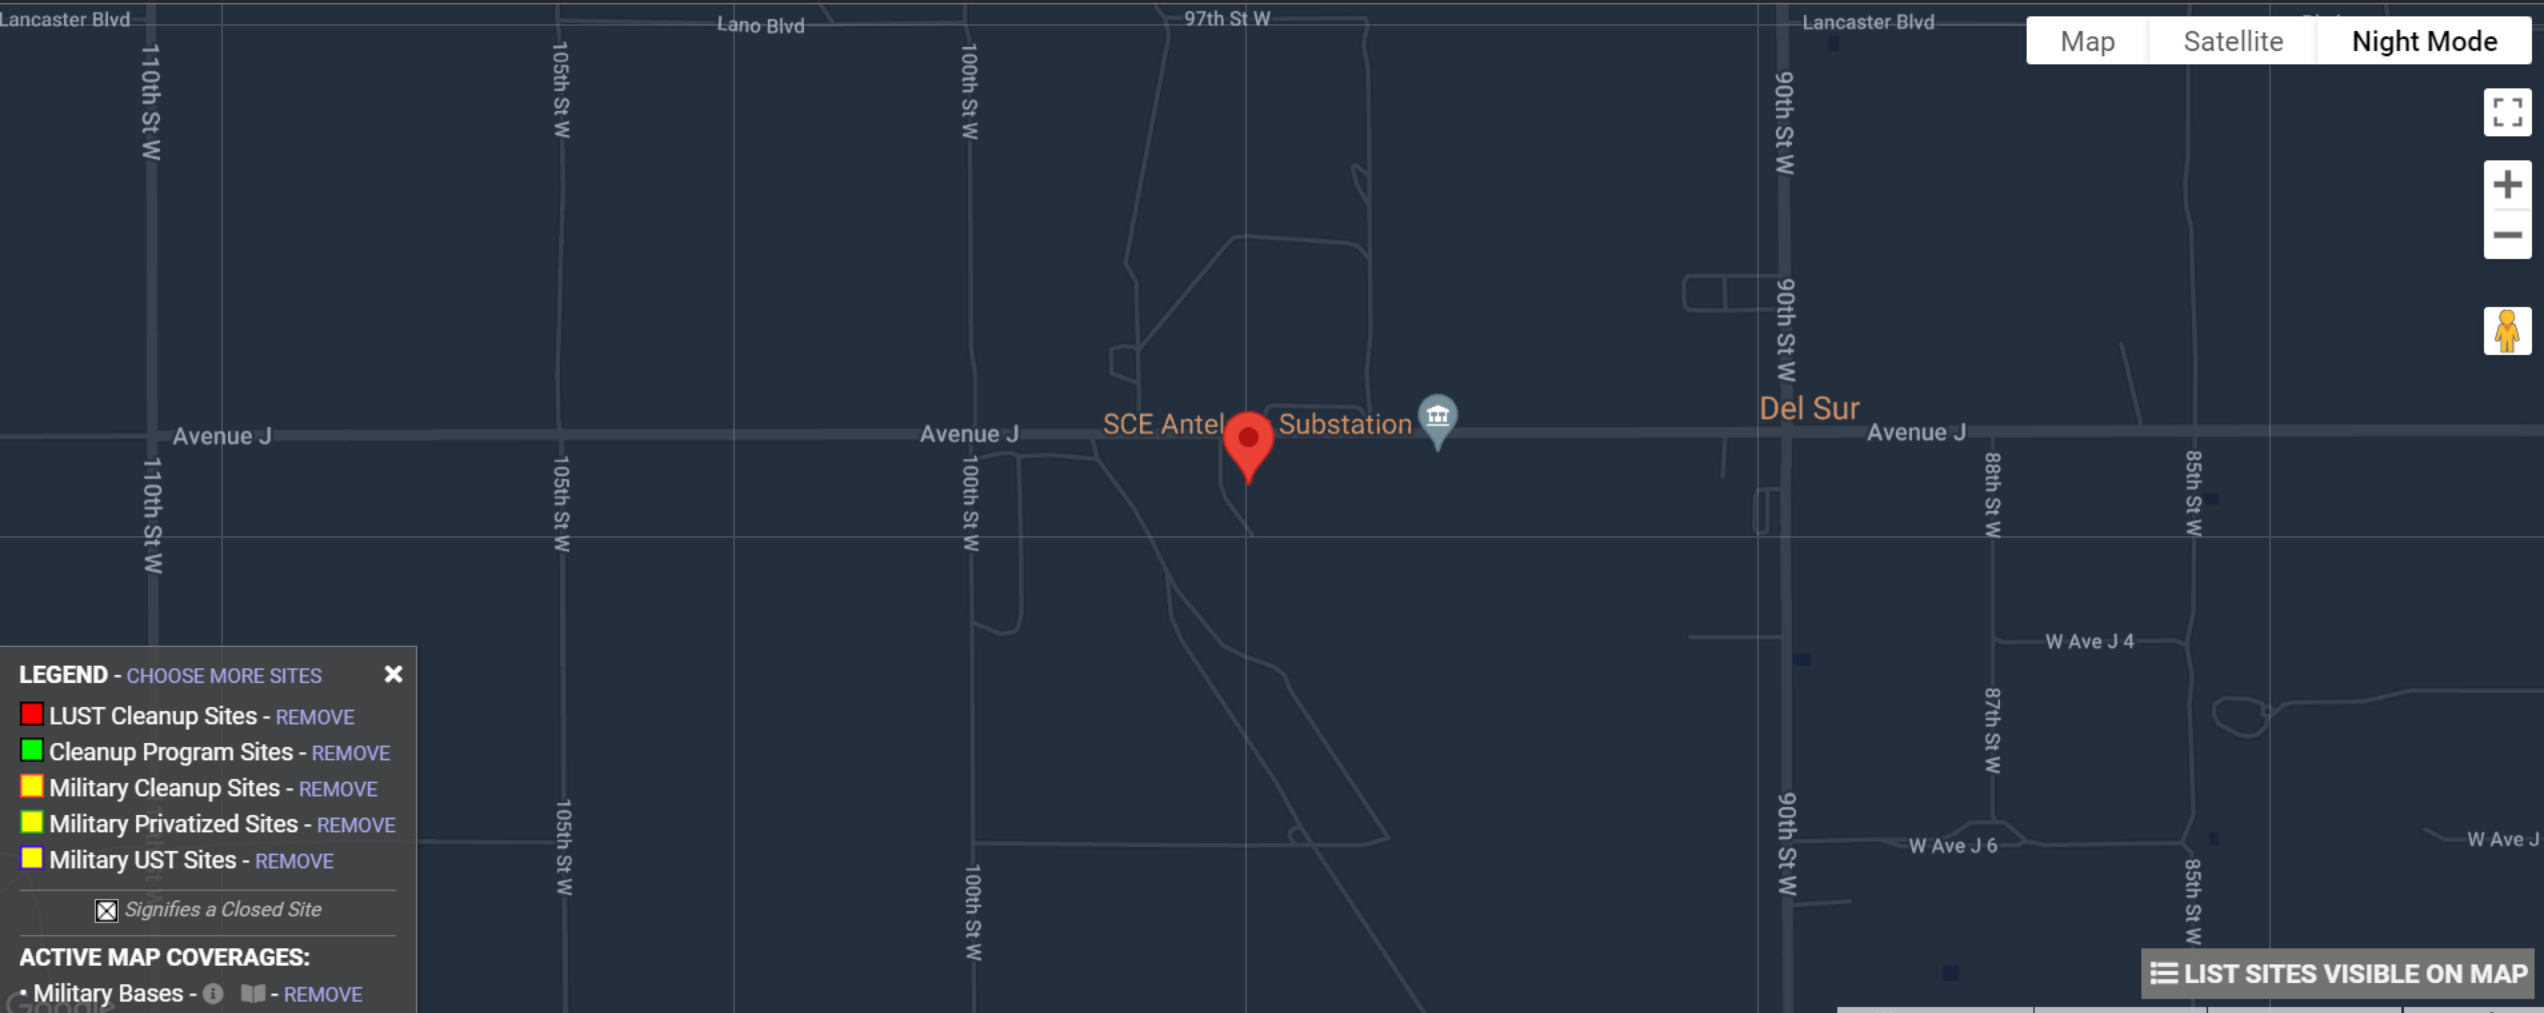 Lancaster Blvd
Lano Blvd
97th St W
Lancaster Blvd
Map
Satellite
Night Mode
110th St W
105th St W
100th St W
90th St W
90th St W
SCE Antel
Substation
Del Sur
Avenue J
Avenue J
Avenue J
110th St W
105th St W
100th St W
88th St W
85th St W
W Ave J 4
87th St W
LEGEND - CHOOSE MORE SITES
LUST Cleanup Sites - REMOVE
Cleanup Program Sites - REMOVE
Military Cleanup Sites - REMOVE
Military Privatized Sites - REMOVE
Military UST Sites - REMOVE
Signifies a Closed Site
ACTIVE MAP COVERAGES:
• Military Bases - REMOVE
Google
105th St W
100th St W
90th St W
W Ave J 6
W Ave J
85th St W
LIST SITES VISIBLE ON MAP